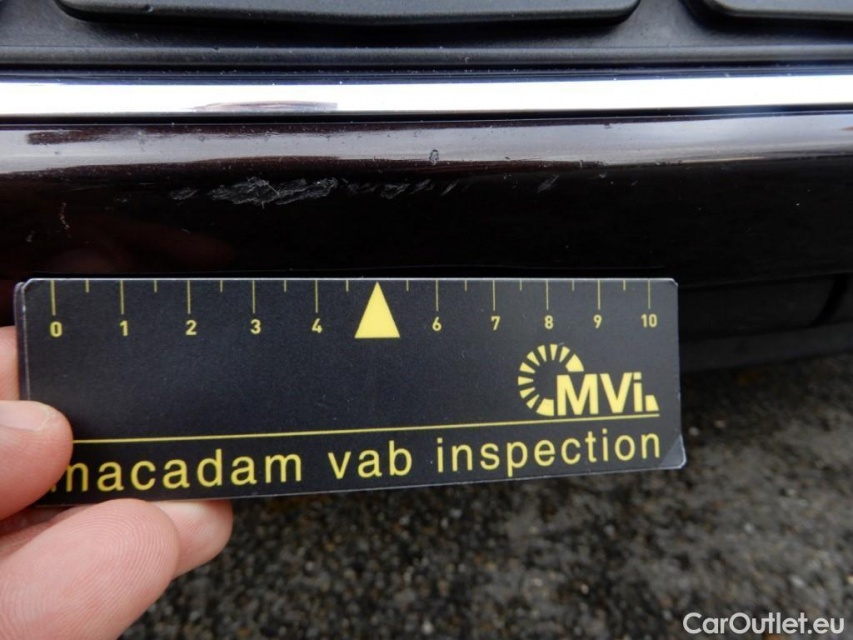 0 1 2 3 4 6 7 8 9 10
MVi
macadam vab inspection
CarOutlet.eu